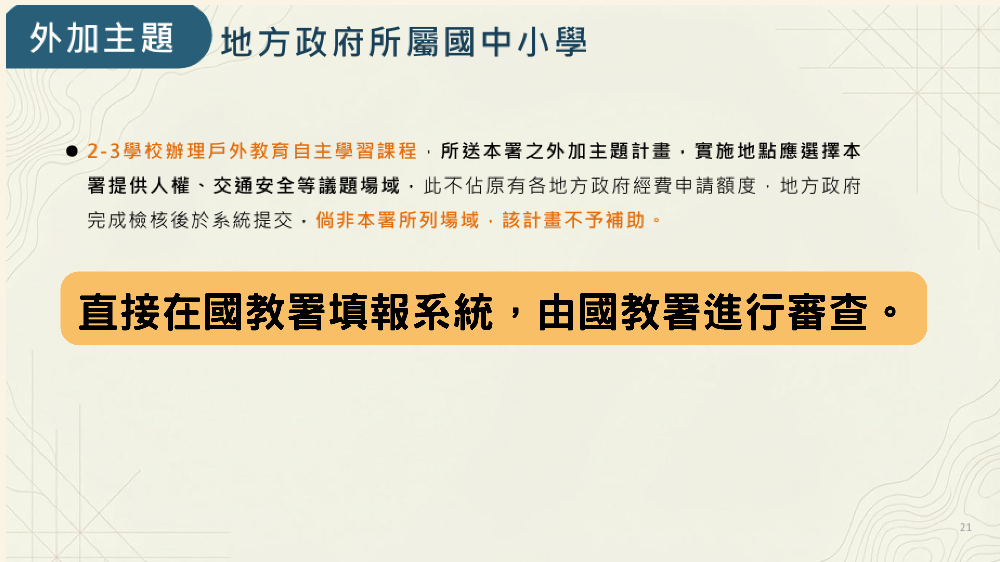 外加主題
地方政府所屬國中小學
● 2-3學校辦理戶外教育自主學習課程，所送本署之外加主題計畫，實施地點應選擇本
署提供人權、交通安全等議題場域，此不佔原有各地方政府經費申請額度，地方政府
完成檢核後於系統提交，倘非本署所列場域，該計畫不予補助。
直接在國教署填報系統，由國教署進行審查。
21